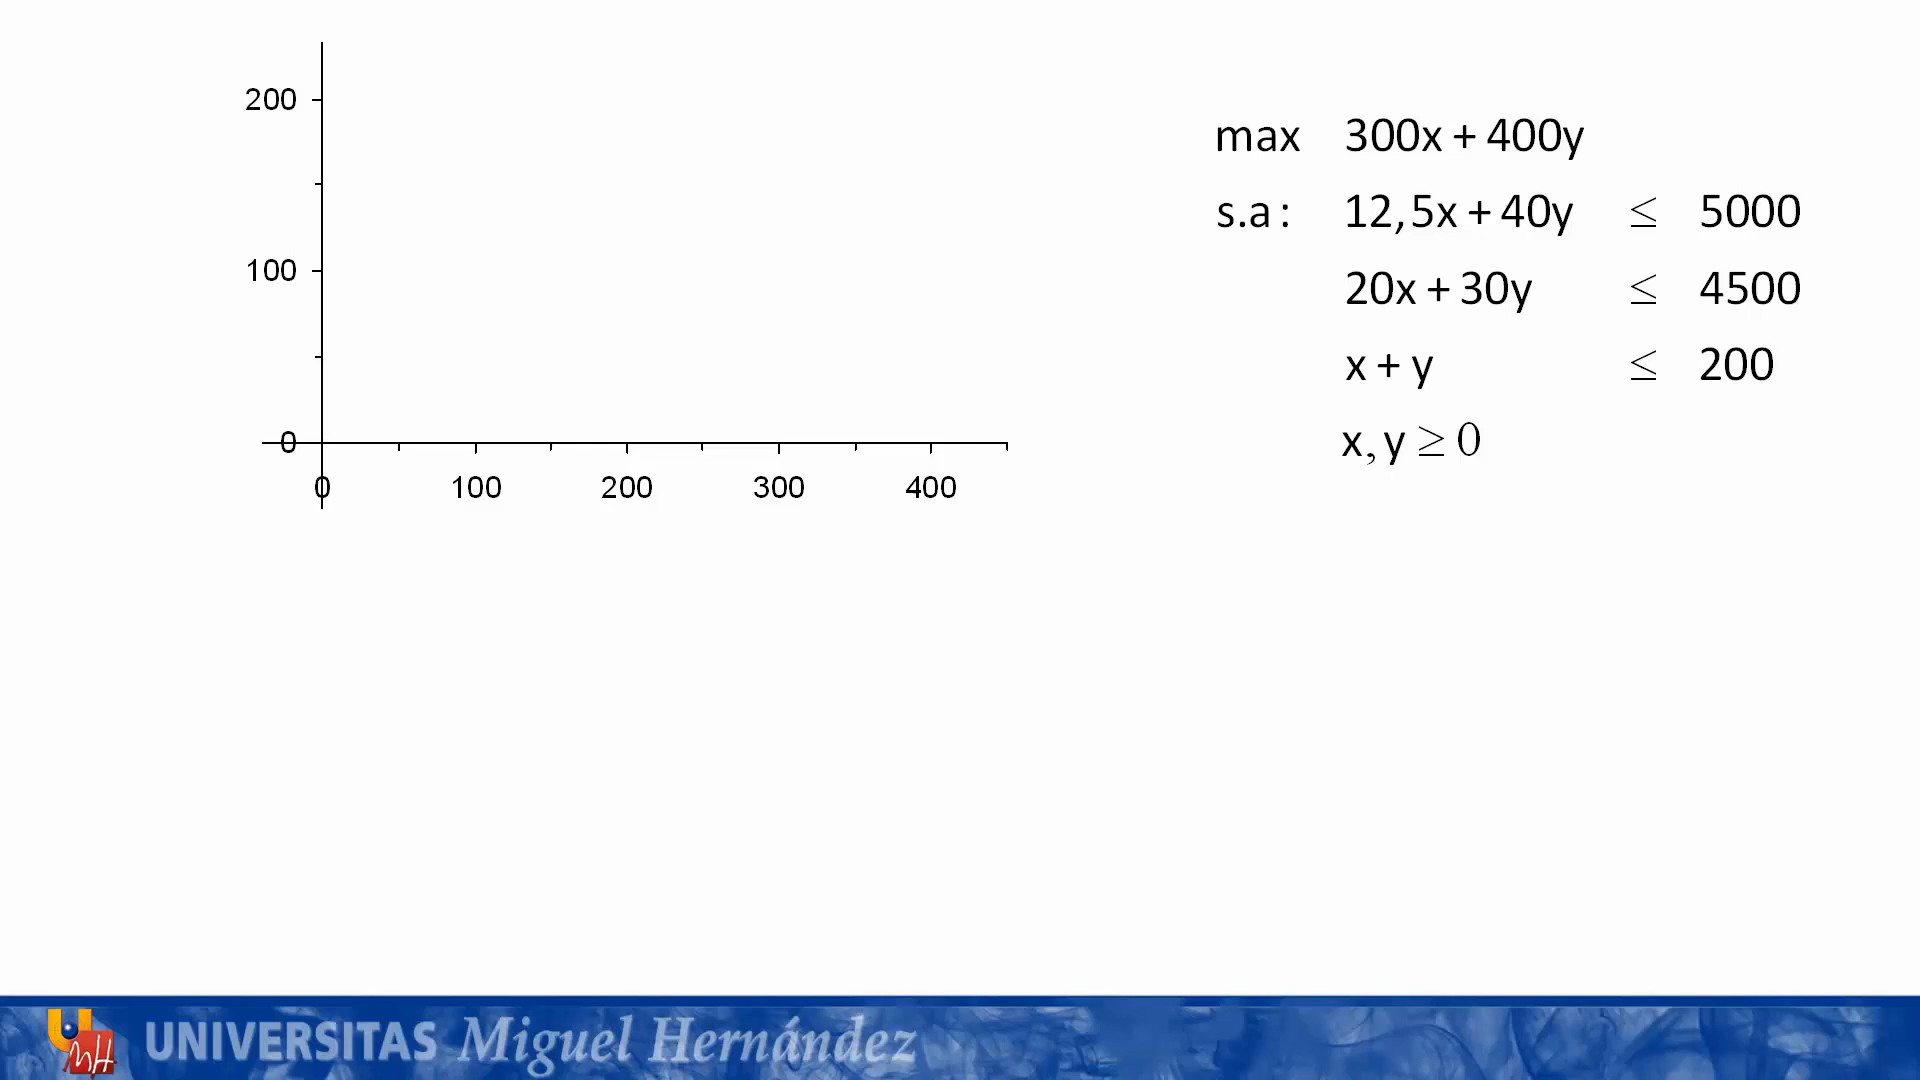 200
100
0
0 100 200 300 400
max 300x + 400y
s.a : 12,5x + 40y ≤ 5000
20x + 30y ≤ 4500
x + y ≤ 200
x, y ≥ 0
UNIVERSITAS Miguel Hernández